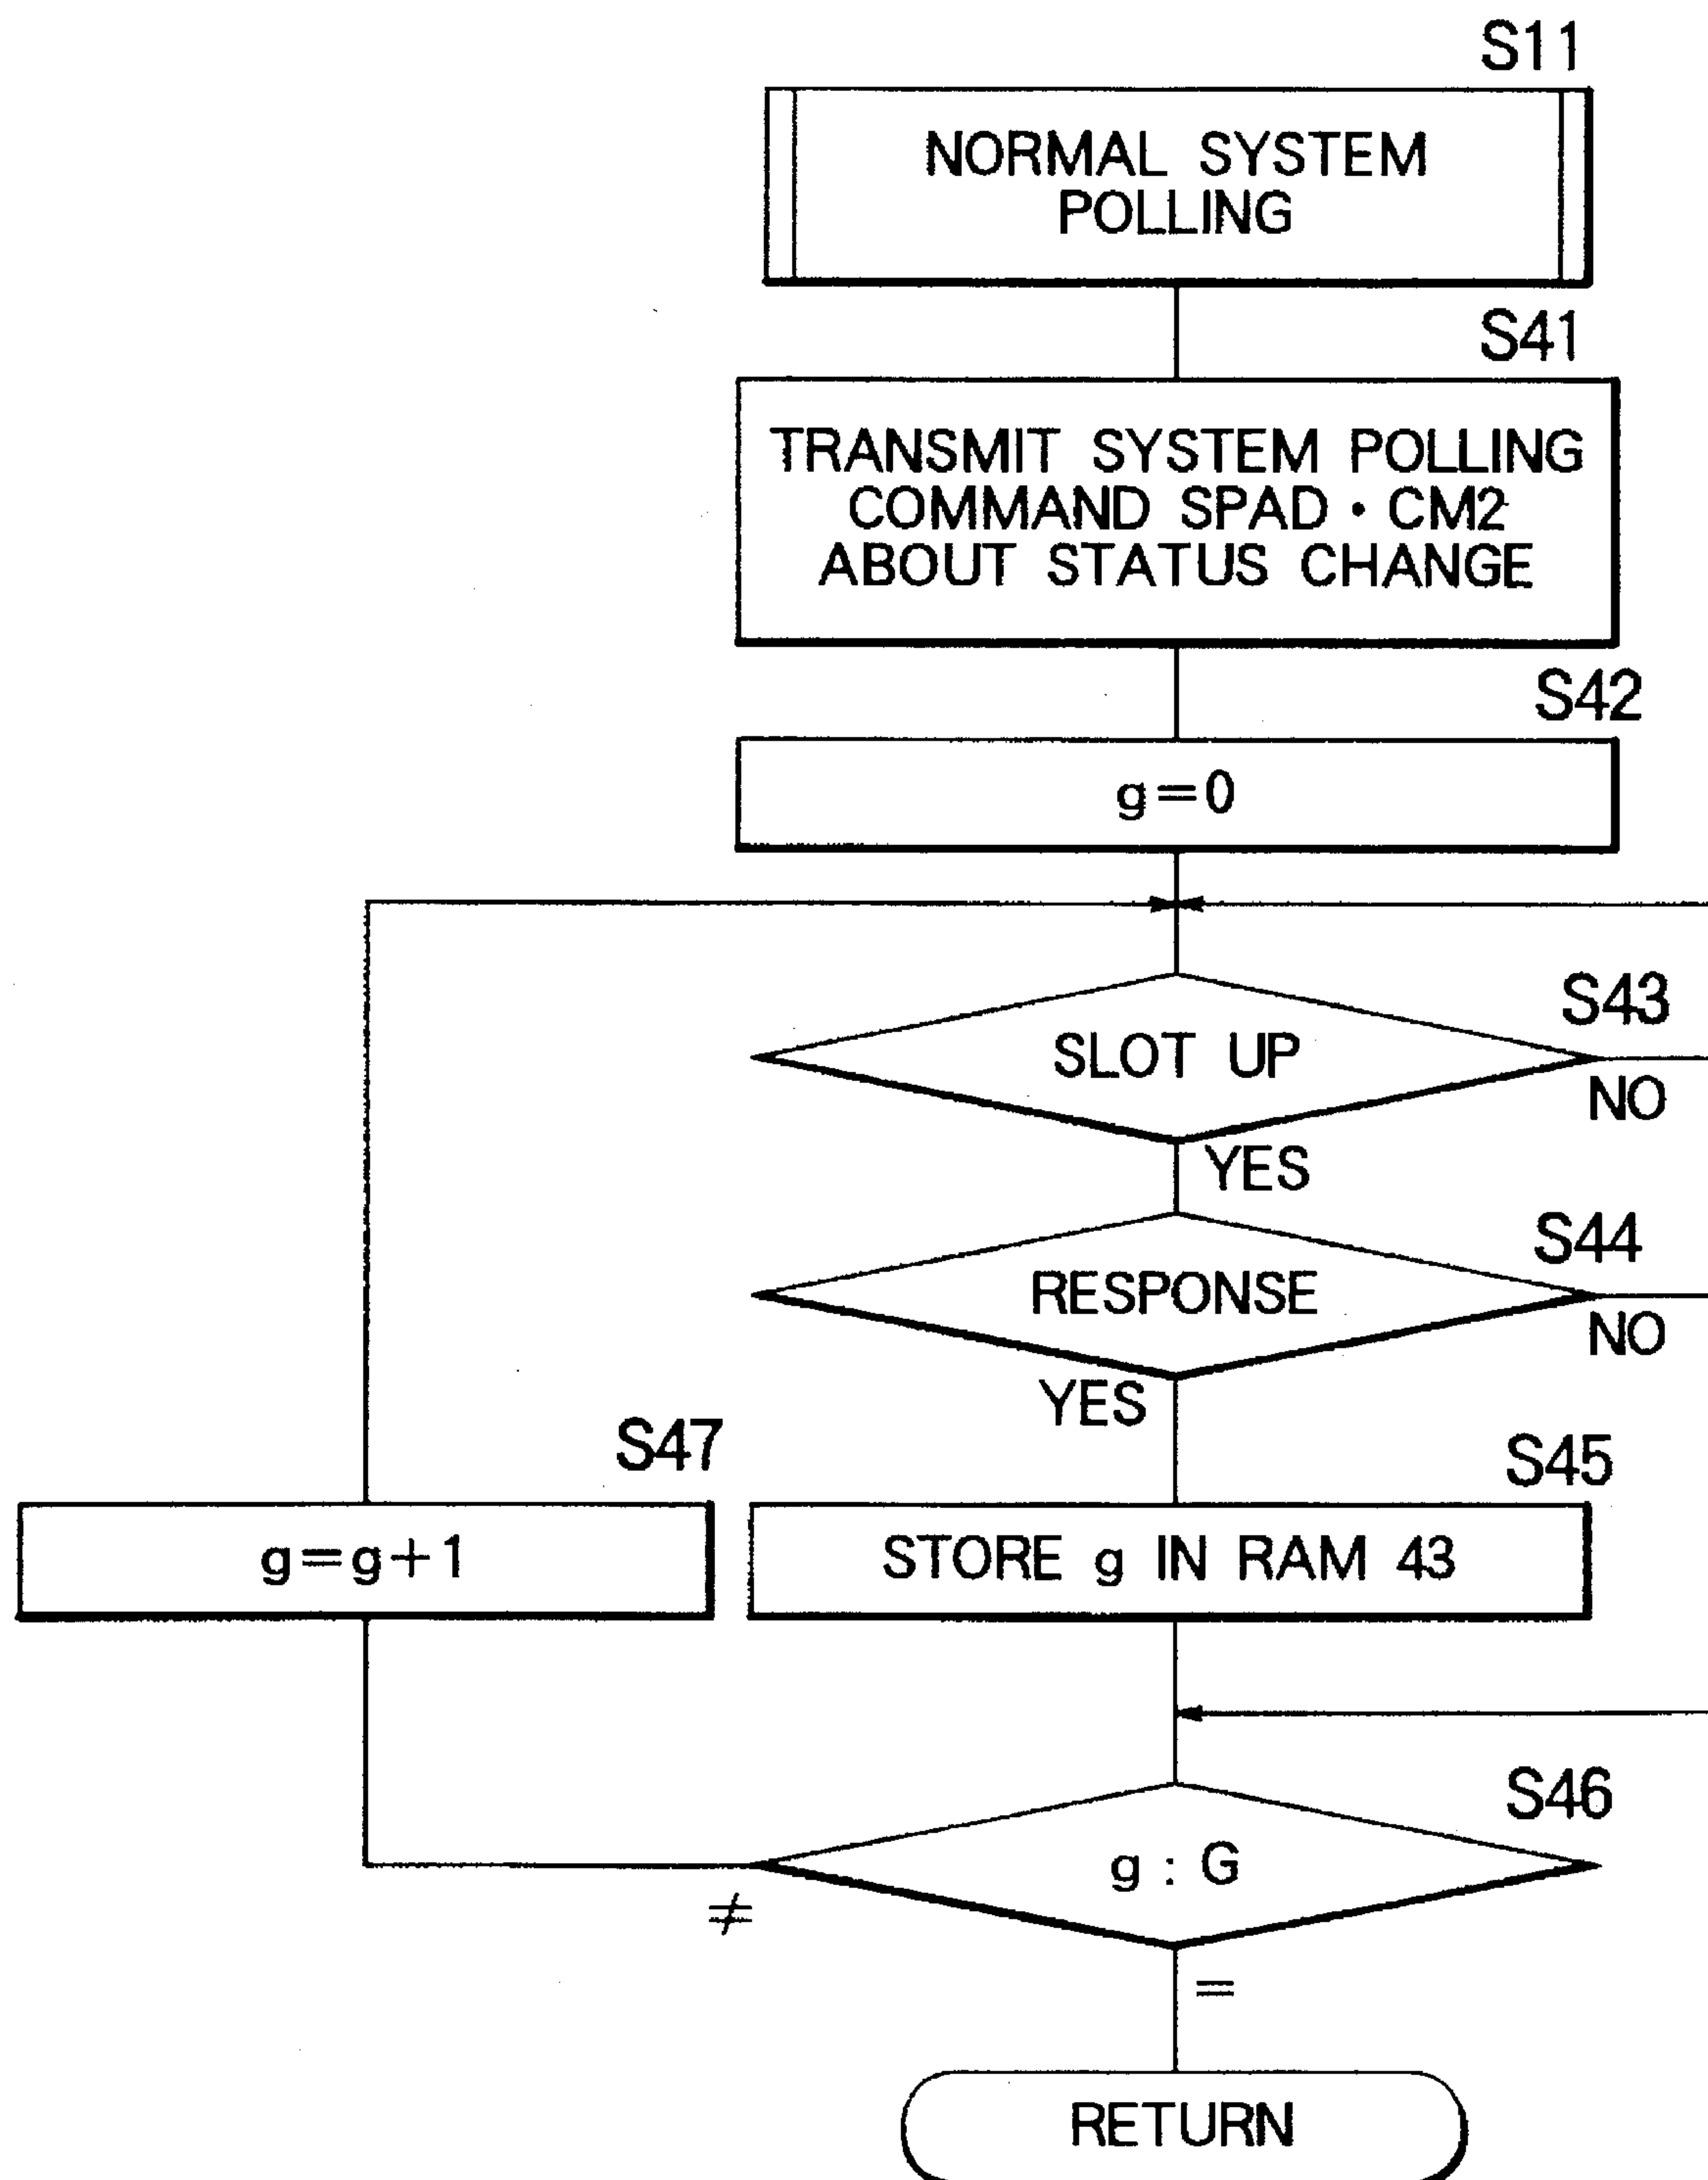 S11
NORMAL SYSTEM
POLLING
S41
TRANSMIT SYSTEM POLLING
COMMAND SPAD・CM2
ABOUT STATUS CHANGE
S42
g=0
S43
SLOT UP
NO
YES
S44
RESPONSE
NO
YES
S47
g=g+1
S45
STORE g IN RAM 43
S46
g : G
≠
=
RETURN